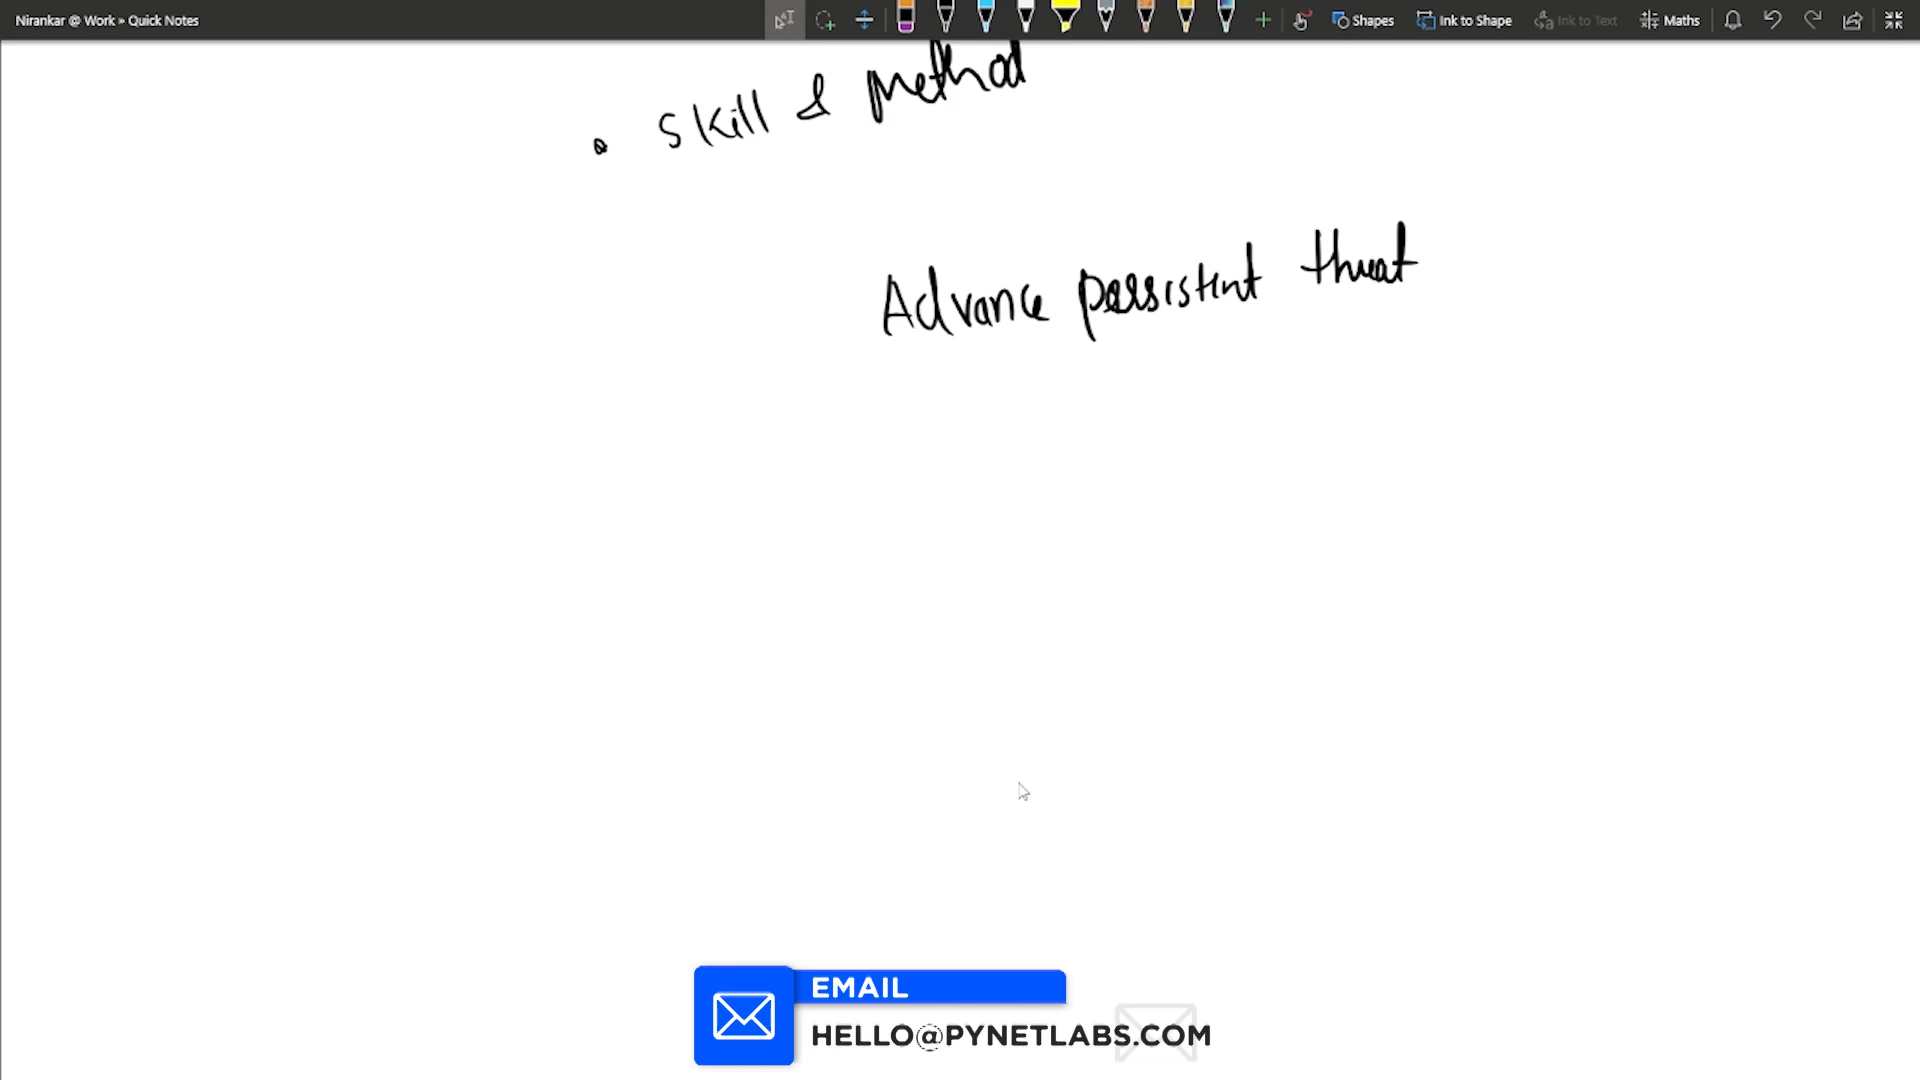 Nirankar @ Work » Quick Notes
Shapes Ink to Shape Ink to Text Maths
• Skill & Method
Advance persistent threat
EMAIL
HELLO@PYNETLABS.COM